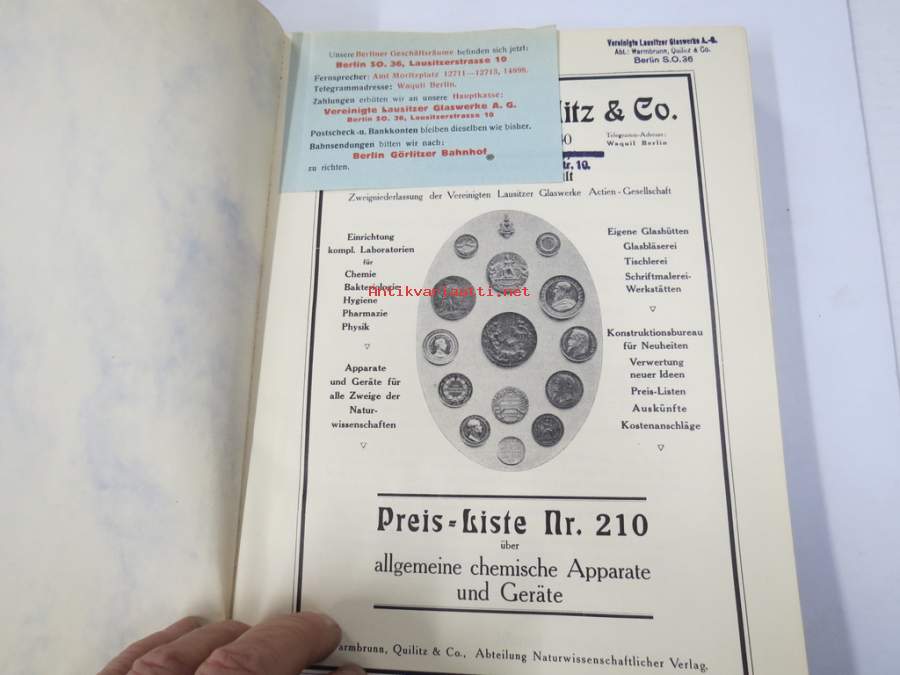 Unsere Berliner Geschäftsräume befinden sich jetzt:
Berlin SO. 36, Lausitzerstrasse 10
Fernsprecher: Amt Moritzplatz 12711—12713, 14898.
Telegrammadresse: Waquil Berlin.
Zahlungen erbitten wir an unsere Hauptkasse:
Vereinigte Lausitzer Glaswerke A. G.
Berlin SO. 36, Lausitzerstrasse 10
Postscheck-u. Bankkonten bleiben dieselben wie bisher.
Bahnsendungen bitten wir nach:
Berlin Görlitzer Bahnhof
zu richten.
Vereinigte Lausitzer Glaswerke A.-G.
Abt.: Warmbrunn, Quilitz & Co.
Berlin S.O.36
litz & Co.
Telegramm-Adresse:
Waquil Berlin
tr. 10.
Zweigniederlassung der Vereinigten Lausitzer Glaswerke Actien-Gesellschaft
Einrichtung
kompl. Laboratorien
für
Chemie
Bakteriologie
Hygiene
Pharmazie
Physik
Apparate
und Geräte für
alle Zweige der
Natur-
wissenschaften
Eigene Glashütten
Glasbläserei
Tischlerei
Schriftmalerei-
Werkstätten
Konstruktionsbureau
für Neuheiten
Verwertung
neuer Ideen
Preis-Listen
Auskünfte
Kostenanschläge
Antikvariaatti.net
Preis-Liste Nr. 210
über
allgemeine chemische Apparate
und Geräte
armbrunn, Quilitz & Co., Abteilung Naturwissenschaftlicher Verlag.